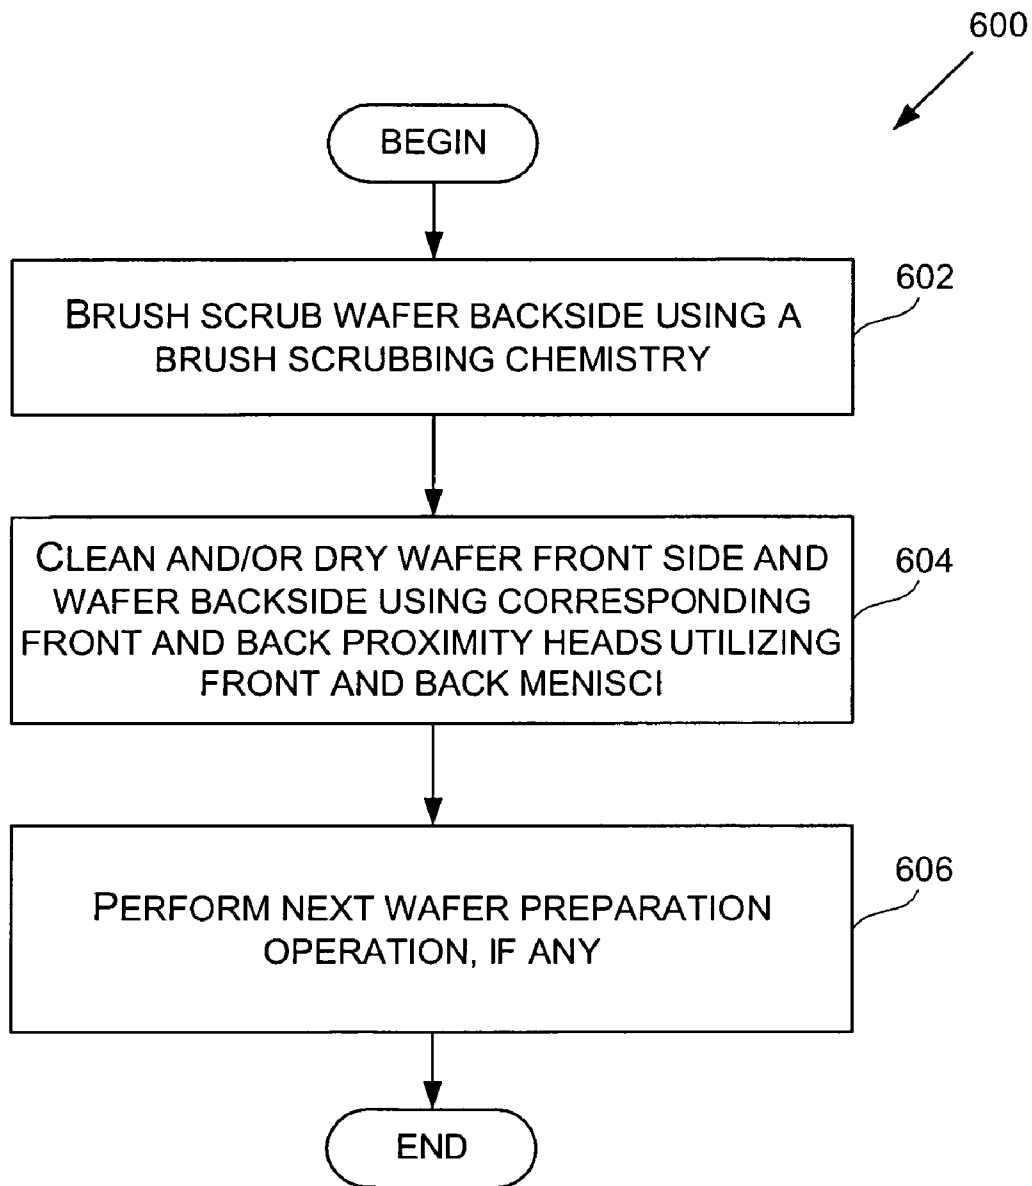 600
BEGIN
BRUSH SCRUB WAFER BACKSIDE USING A
BRUSH SCRUBBING CHEMISTRY
602
CLEAN AND/OR DRY WAFER FRONT SIDE AND
WAFER BACKSIDE USING CORRESPONDING
FRONT AND BACK PROXIMITY HEADS UTILIZING
FRONT AND BACK MENISCI
604
PERFORM NEXT WAFER PREPARATION
OPERATION, IF ANY
606
END